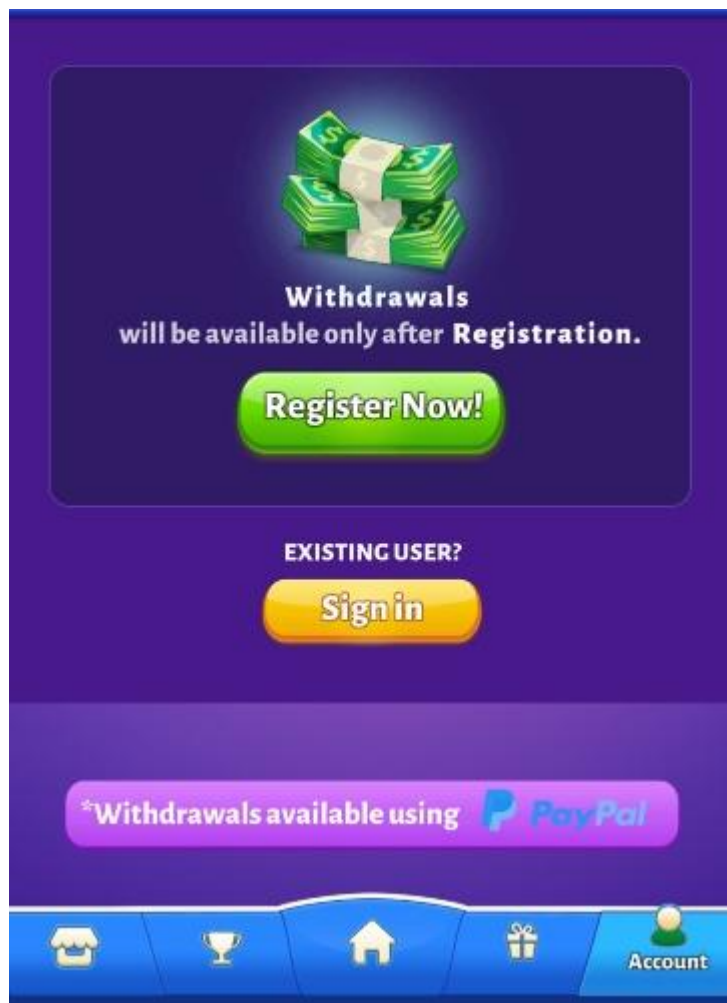 Withdrawals
will be available only after Registration.
Register Now!
EXISTING USER?
Sign in
*Withdrawals available using PayPal
Account